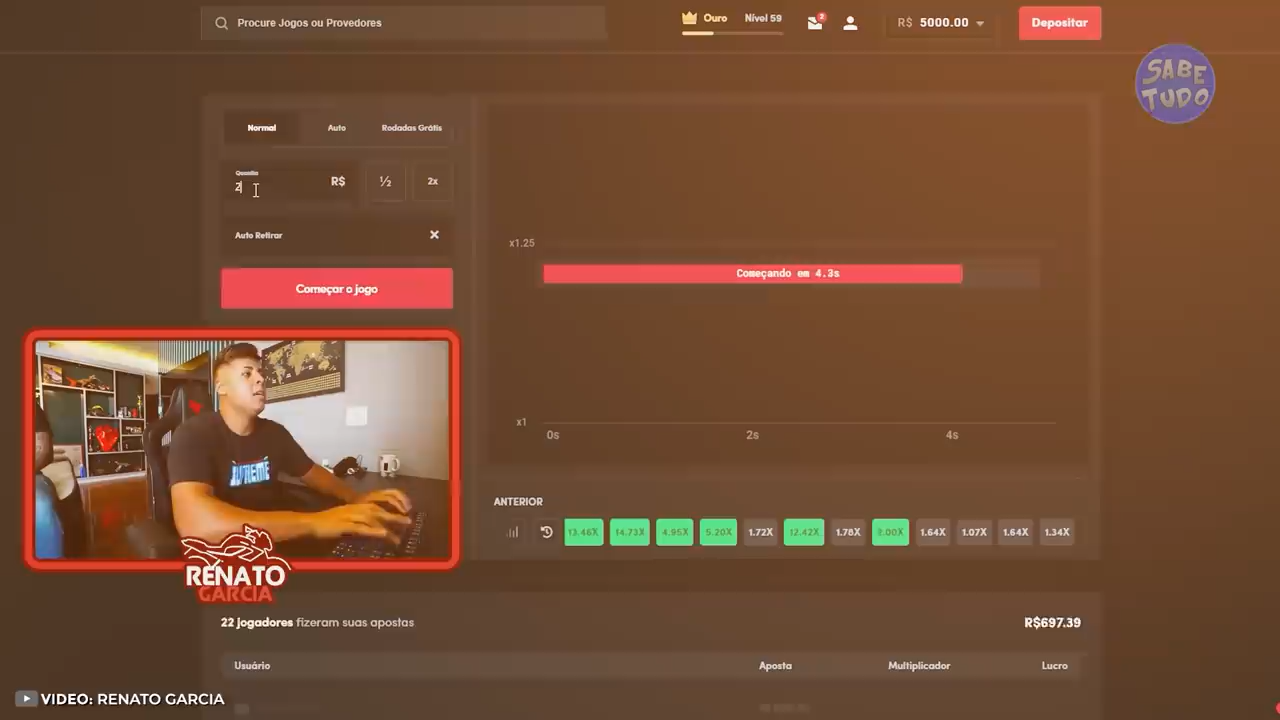 Procure Jogos ou Provedores
Ouro
Nível 59
2
R$ 5000.00
Depositar
SABE
TUDO
Normal
Auto
Rodadas Grátis
Quantia
2
R$
½
2x
Auto Retirar
Começar o jogo
x1.25
Começando em 4.3s
x1
0s
2s
4s
ANTERIOR
13.46X
14.73X
4.95X
5.20X
1.72X
12.42X
1.78X
1.64X
1.07X
1.64X
1.34X
RENATO
GARCIA
22 jogadores fizeram suas apostas
R$697.39
Usuário
Aposta
Multiplicador
Lucro
VIDEO: RENATO GARCIA